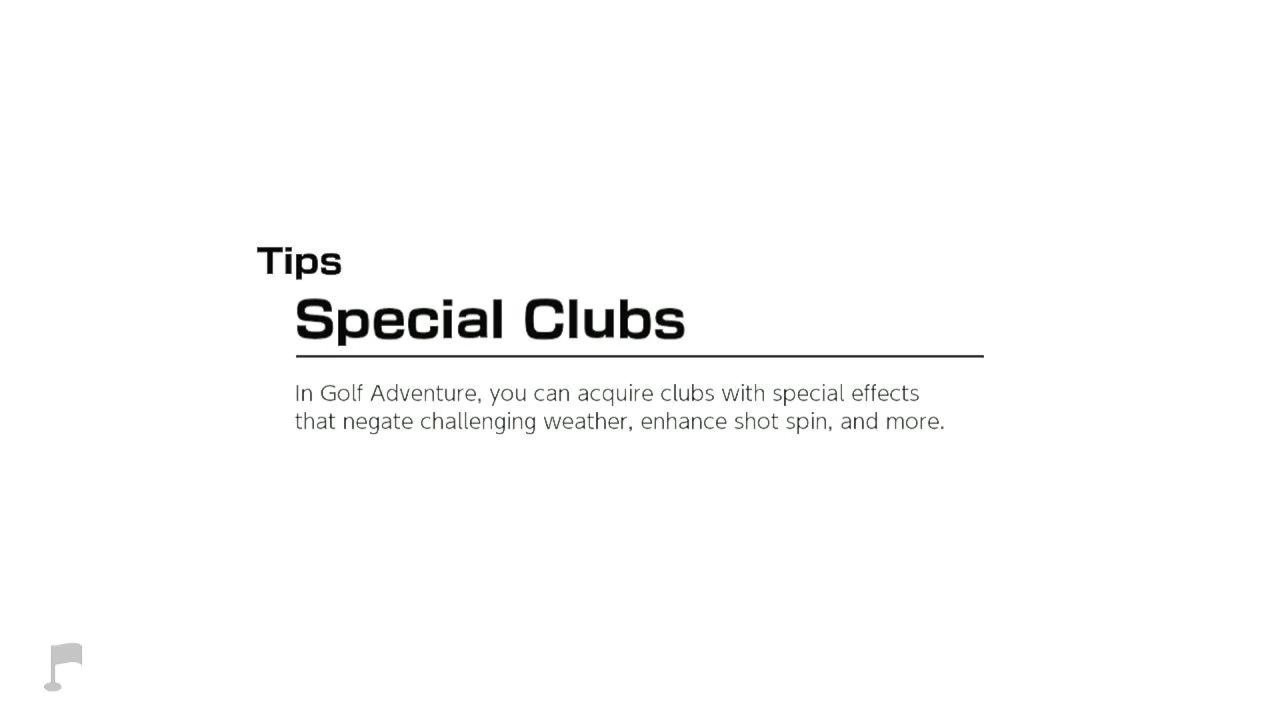 Tips
Special Clubs
In Golf Adventure, you can acquire clubs with special effects
that negate challenging weather, enhance shot spin, and more.